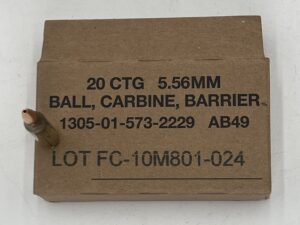 20 CTG 5.56MM
BALL, CARBINE, BARRIER
1305-01-573-2229 AB49
LOT FC-10M801-024